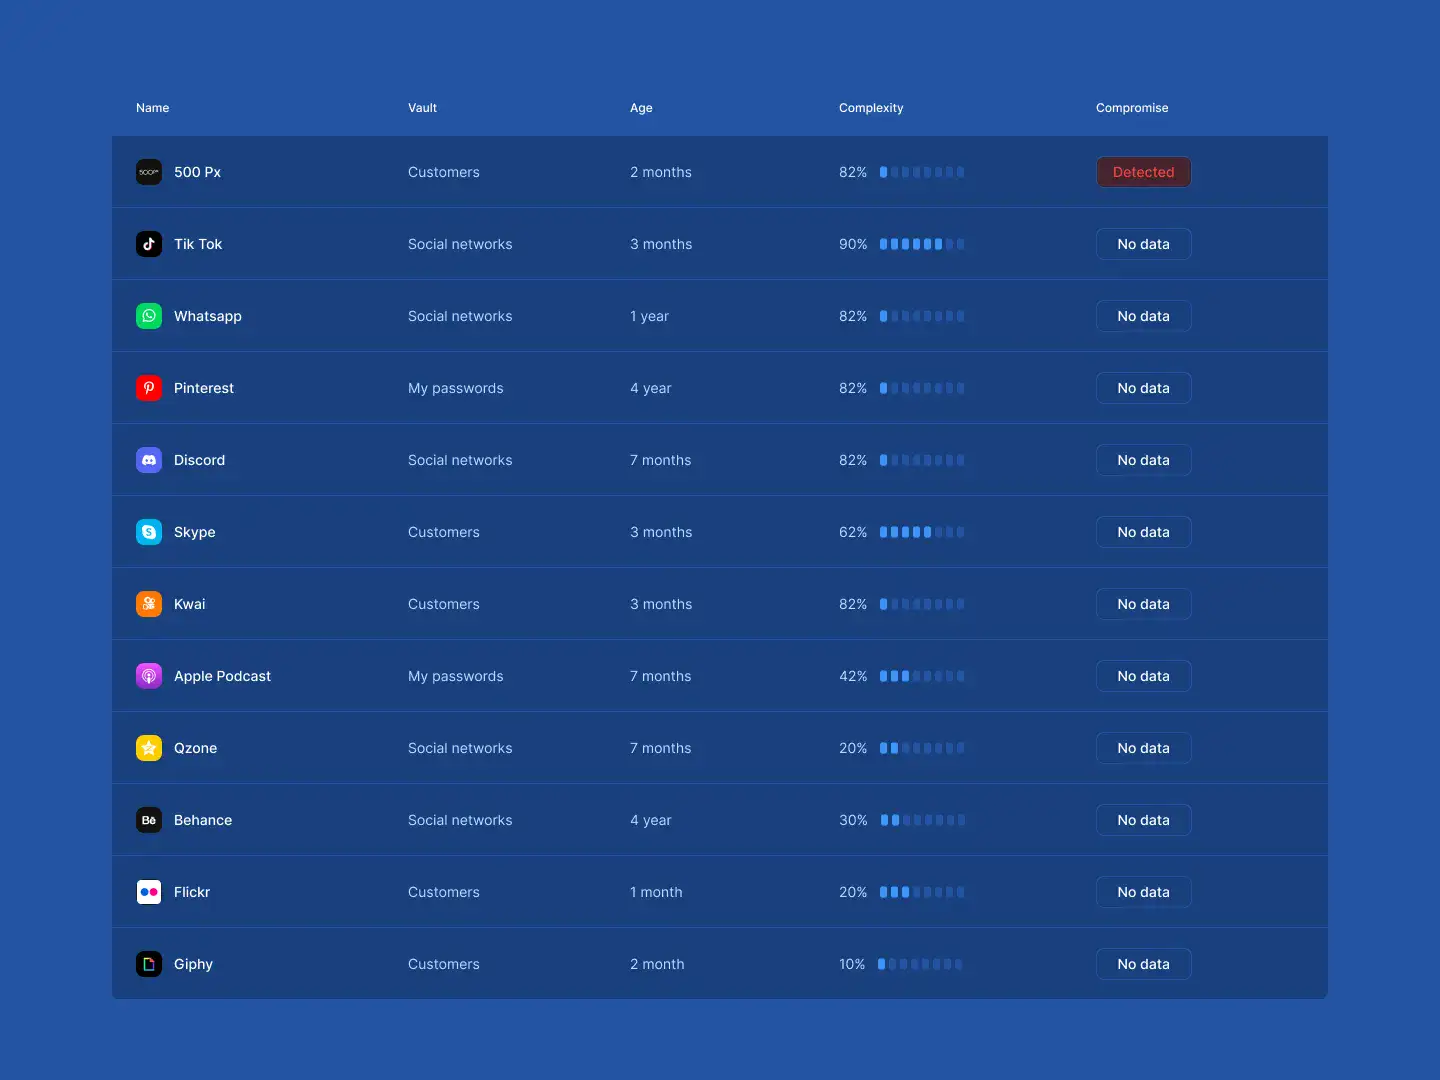 Name Vault Age Complexity Compromise
500px 500 Px Customers 2 months 82% Detected
Tik Tok Social networks 3 months 90% No data
Whatsapp Social networks 1 year 82% No data
Pinterest My passwords 4 year 82% No data
Discord Social networks 7 months 82% No data
S Skype Customers 3 months 62% No data
Kwai Customers 3 months 82% No data
Apple Podcast My passwords 7 months 42% No data
Qzone Social networks 7 months 20% No data
Bē Behance Social networks 4 year 30% No data
Flickr Customers 1 month 20% No data
Giphy Customers 2 month 10% No data